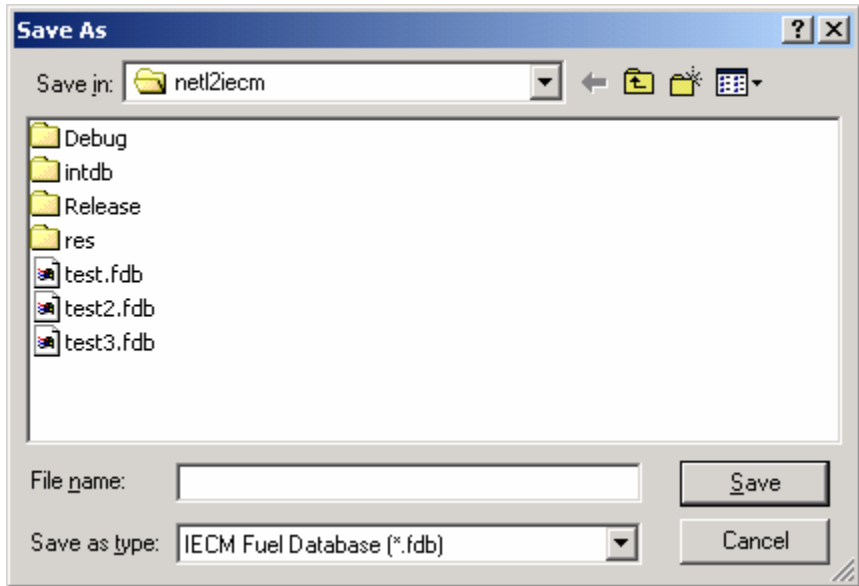 Save As
Save in: netl2iecm
Debug
intdb
Release
res
test.fdb
test2.fdb
test3.fdb
File name: Save
Save as type: IECM Fuel Database (*.fdb) Cancel